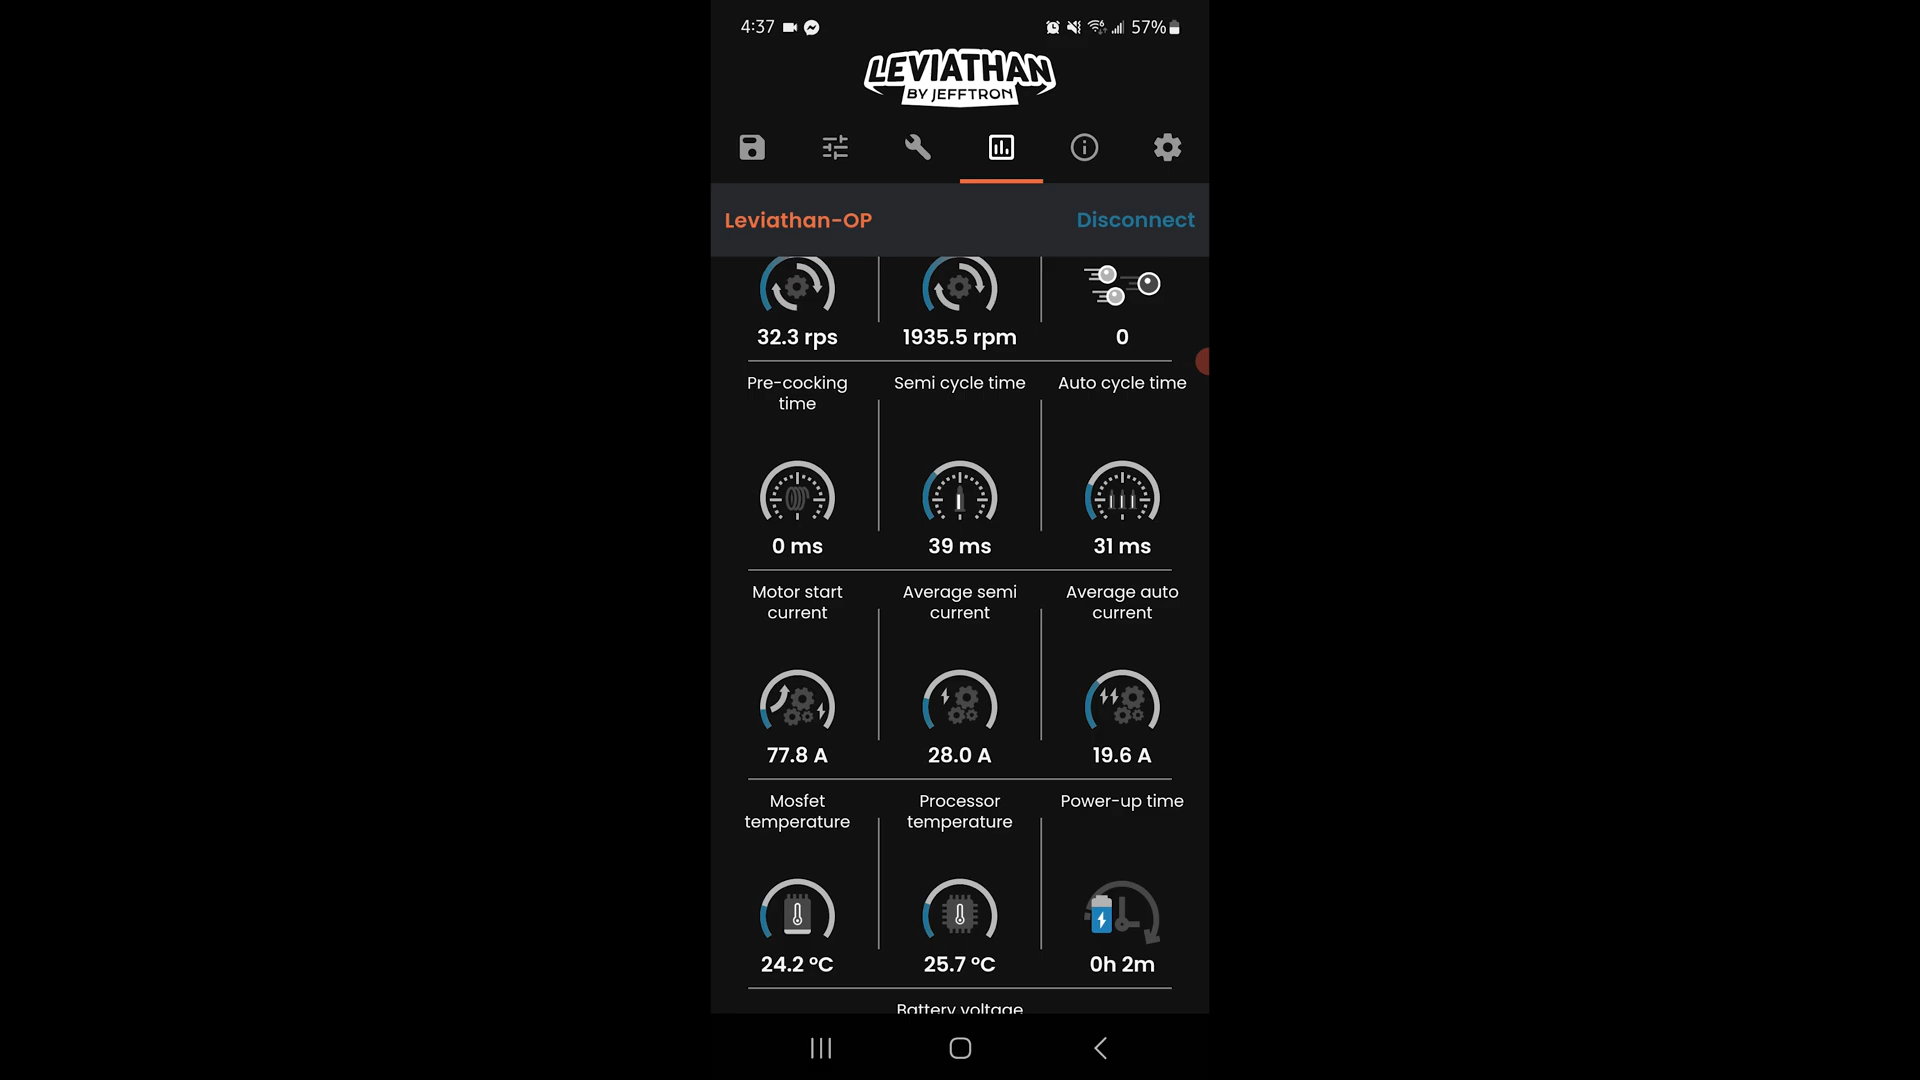 4:37
57%
LEVIATHAN
BY JEFFTRON
Leviathan-OP
Disconnect
32.3 rps
1935.5 rpm
0
Pre-cocking
time
Semi cycle time
Auto cycle time
0 ms
39 ms
31 ms
Motor start
current
Average semi
current
Average auto
current
77.8 A
28.0 A
19.6 A
Mosfet
temperature
Processor
temperature
Power-up time
24.2 °C
25.7 °C
0h 2m
Battery voltage